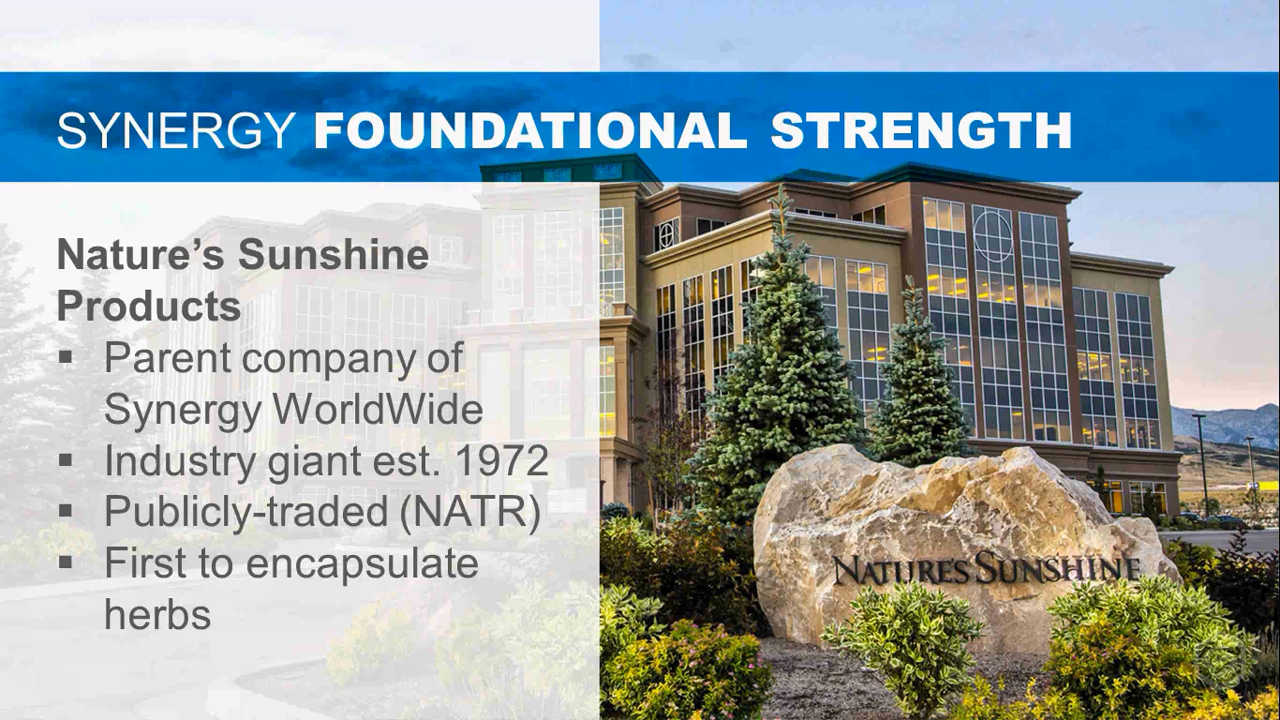 SYNERGY FOUNDATIONAL STRENGTH
Nature’s Sunshine
Products
▪ Parent company of
Synergy WorldWide
▪ Industry giant est. 1972
▪ Publicly-traded (NATR)
▪ First to encapsulate
herbs
NATURE'S SUNSHINE